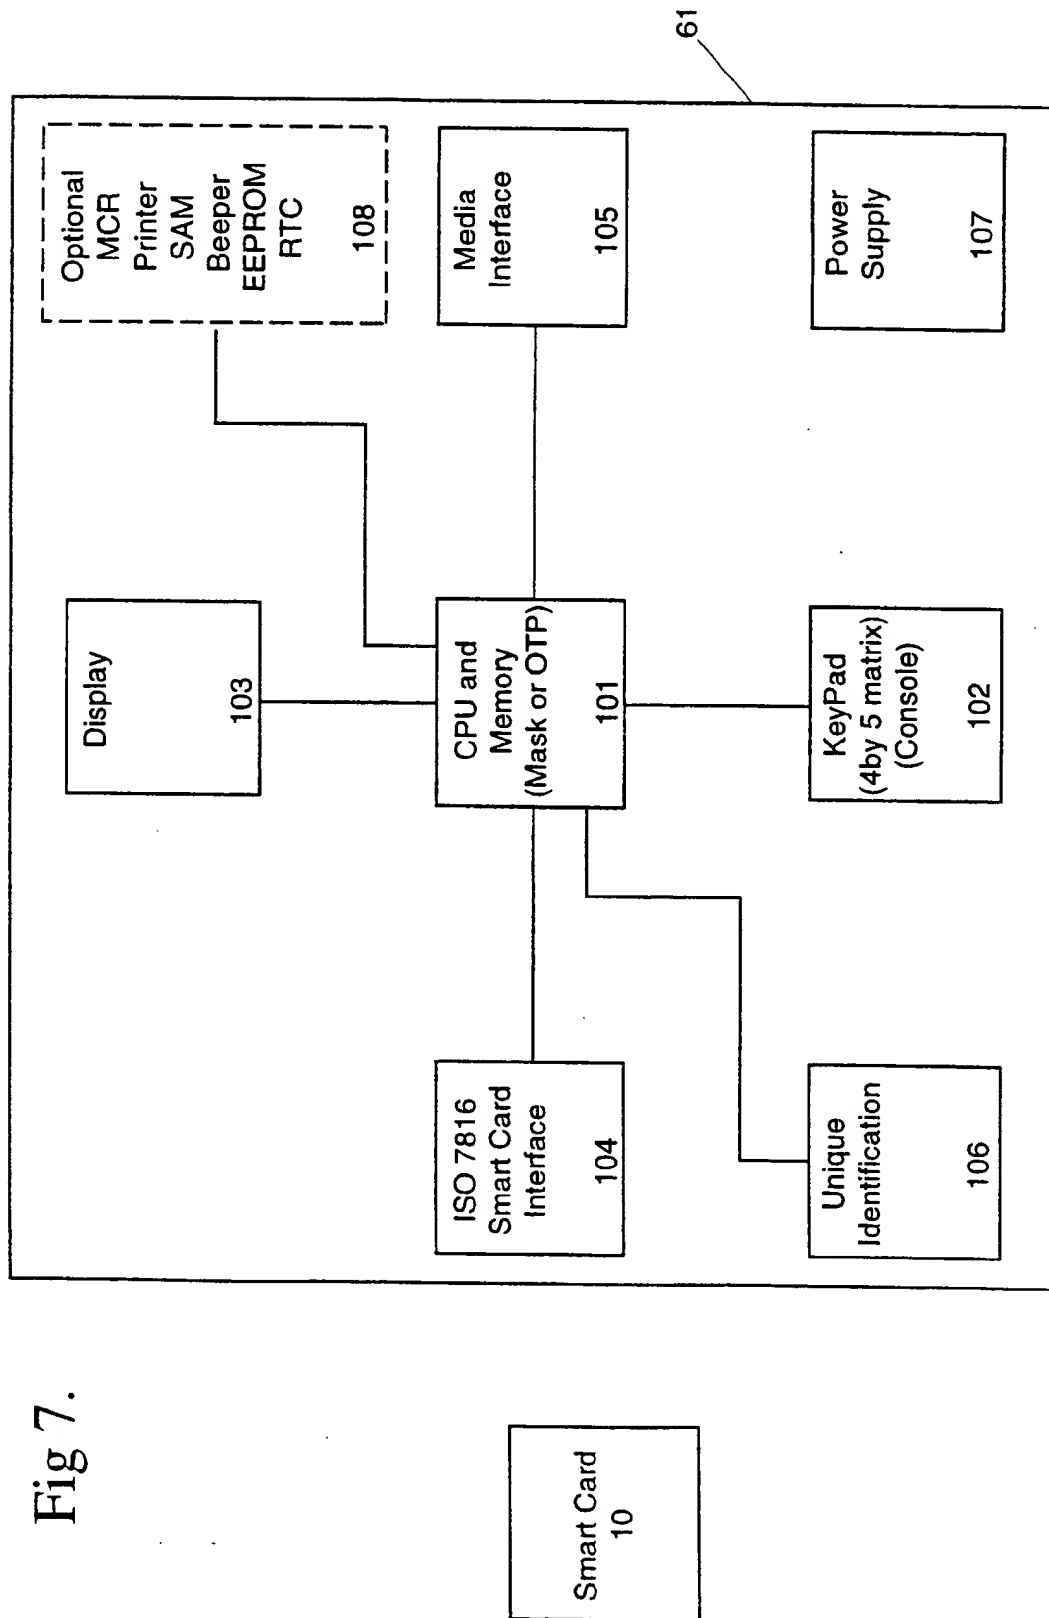 Fig 7.
Smart Card
10
61
Display
103
Optional
MCR
Printer
SAM
Beeper
EEPROM
RTC
108
ISO 7816
Smart Card
Interface
104
CPU and
Memory
(Mask or OTP)
101
Media
Interface
105
Unique
Identification
106
KeyPad
(4by 5 matrix)
(Console)
102
Power
Supply
107